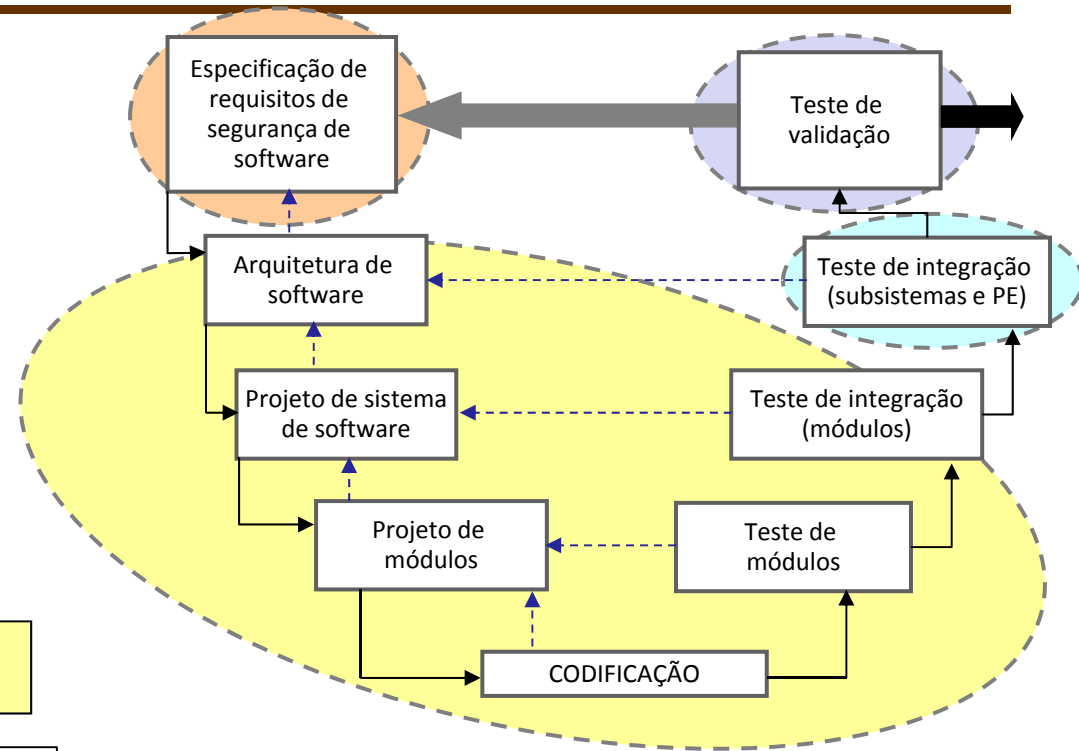 Especificação de
requisitos de
segurança de
software
Teste de
validação
Arquitetura de
software
Teste de integração
(subsistemas e PE)
Projeto de sistema
de software
Teste de integração
(módulos)
Projeto de
módulos
Teste de
módulos
CODIFICAÇÃO